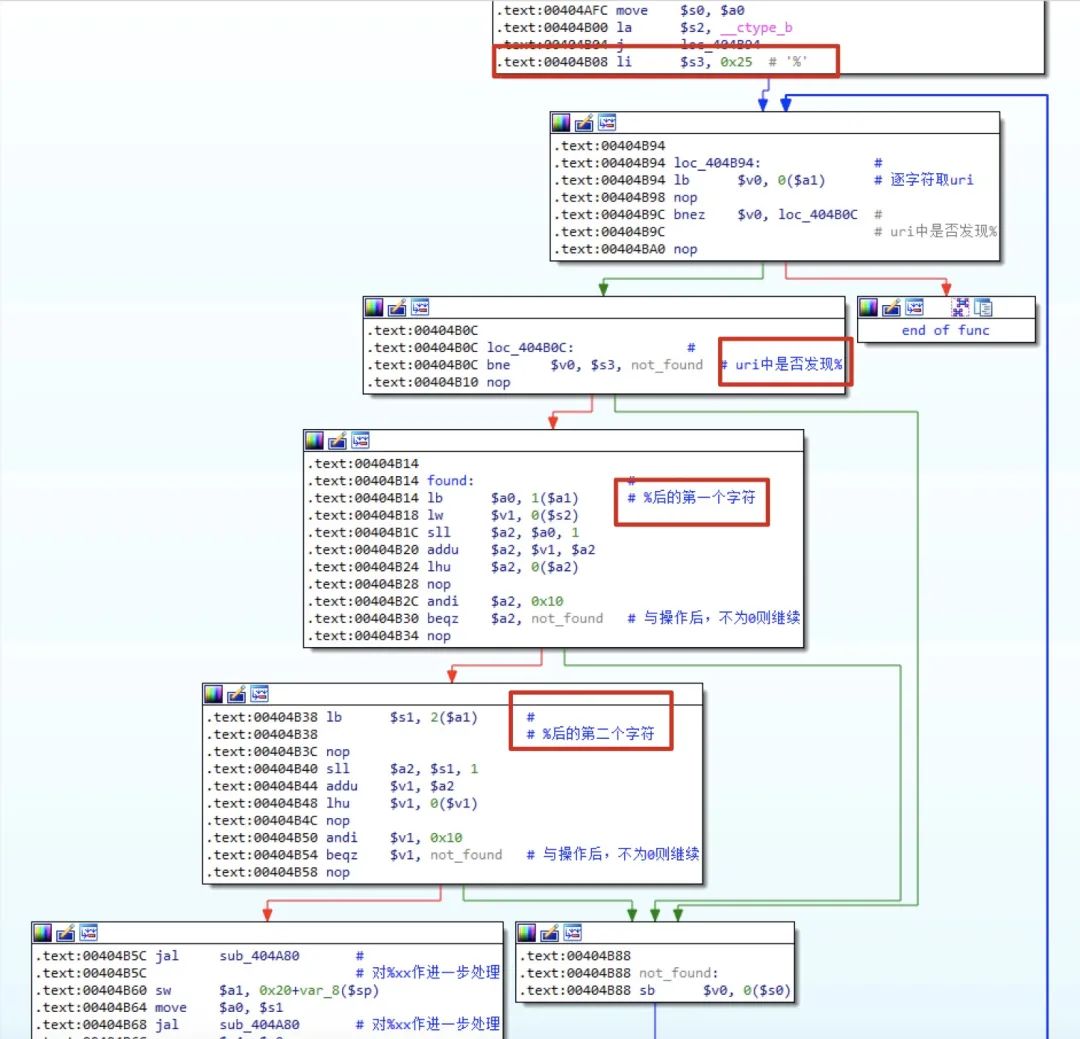 .text:00404AFC move $s0, $a0
.text:00404B00 la $s2, __ctype_b
.text:00404B04 j loc_404B94
.text:00404B08 li $s3, 0x25 # '%'
.text:00404B94
.text:00404B94 loc_404B94: #
.text:00404B94 lb $v0, 0($a1) # 逐字符取uri
.text:00404B98 nop
.text:00404B9C bnez $v0, loc_404B0C #
.text:00404B9C # uri中是否发现%
.text:00404BA0 nop
.text:00404B0C
.text:00404B0C loc_404B0C: #
.text:00404B0C bne $v0, $s3, not_found # uri中是否发现%
.text:00404B10 nop
end of func
.text:00404B14
.text:00404B14 found: #
.text:00404B14 lb $a0, 1($a1) # %后的第一个字符
.text:00404B18 lw $v1, 0($s2)
.text:00404B1C sll $a2, $a0, 1
.text:00404B20 addu $a2, $v1, $a2
.text:00404B24 lhu $a2, 0($a2)
.text:00404B28 nop
.text:00404B2C andi $a2, 0x10
.text:00404B30 beqz $a2, not_found # 与操作后，不为0则继续
.text:00404B34 nop
.text:00404B38 lb $s1, 2($a1) #
.text:00404B38 # %后的第二个字符
.text:00404B3C nop
.text:00404B40 sll $a2, $s1, 1
.text:00404B44 addu $v1, $a2
.text:00404B48 lhu $v1, 0($v1)
.text:00404B4C nop
.text:00404B50 andi $v1, 0x10
.text:00404B54 beqz $v1, not_found # 与操作后，不为0则继续
.text:00404B58 nop
.text:00404B5C jal sub_404A80 #
.text:00404B5C # 对%xx作进一步处理
.text:00404B60 sw $a1, 0x20+var_8($sp)
.text:00404B64 move $a0, $s1
.text:00404B68 jal sub_404A80 # 对%xx作进一步处理
.text:00404B88
.text:00404B88 not_found:
.text:00404B88 sb $v0, 0($s0)